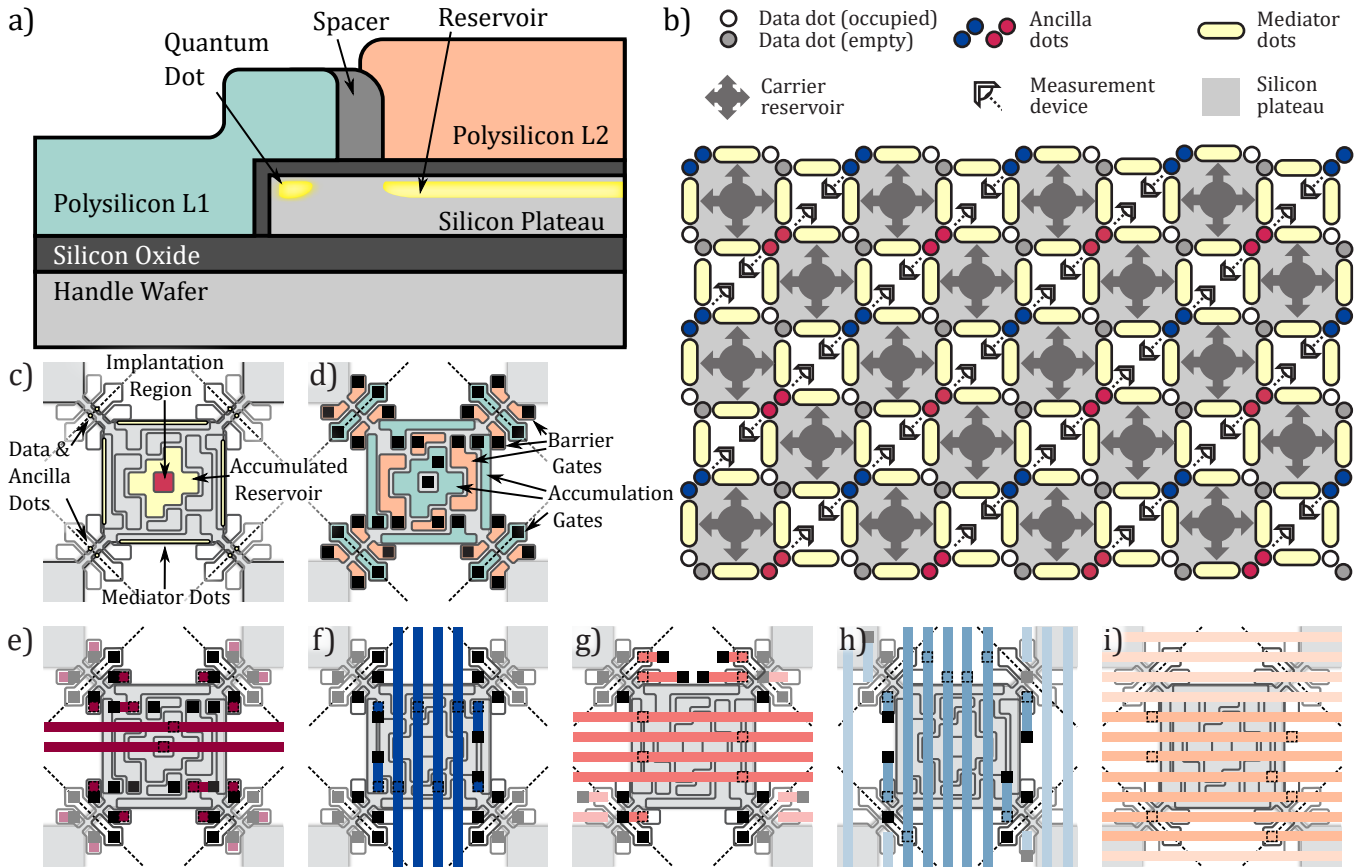 a)
Quantum
Dot
Spacer
Reservoir
Polysilicon L2
Polysilicon L1
Silicon Plateau
Silicon Oxide
Handle Wafer
b)
Data dot (occupied)
Data dot (empty)
Ancilla
dots
Mediator
dots
Carrier
reservoir
Measurement
device
Silicon
plateau
c)
Implantation
Region
Data &
Ancilla
Dots
Accumulated
Reservoir
Mediator Dots
d)
Barrier
Gates
Accumulation
Gates
e)
f)
g)
h)
i)